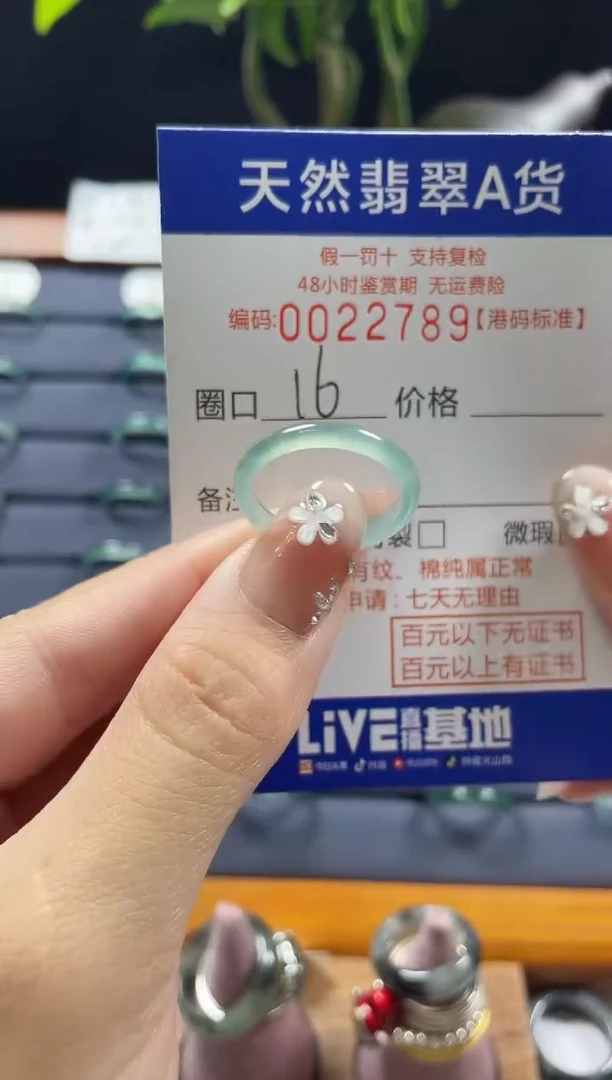 天然翡翠A货
假一罚十 支持复检
48小时鉴赏期 无运费险
编码:0022789【港码标准】
圈口 16 价格
备注
裂□ 微瑕
有纹、棉纯属正常
申请：七天无理由
百元以下无证书
百元以上有证书
LiVE直播基地
抖音